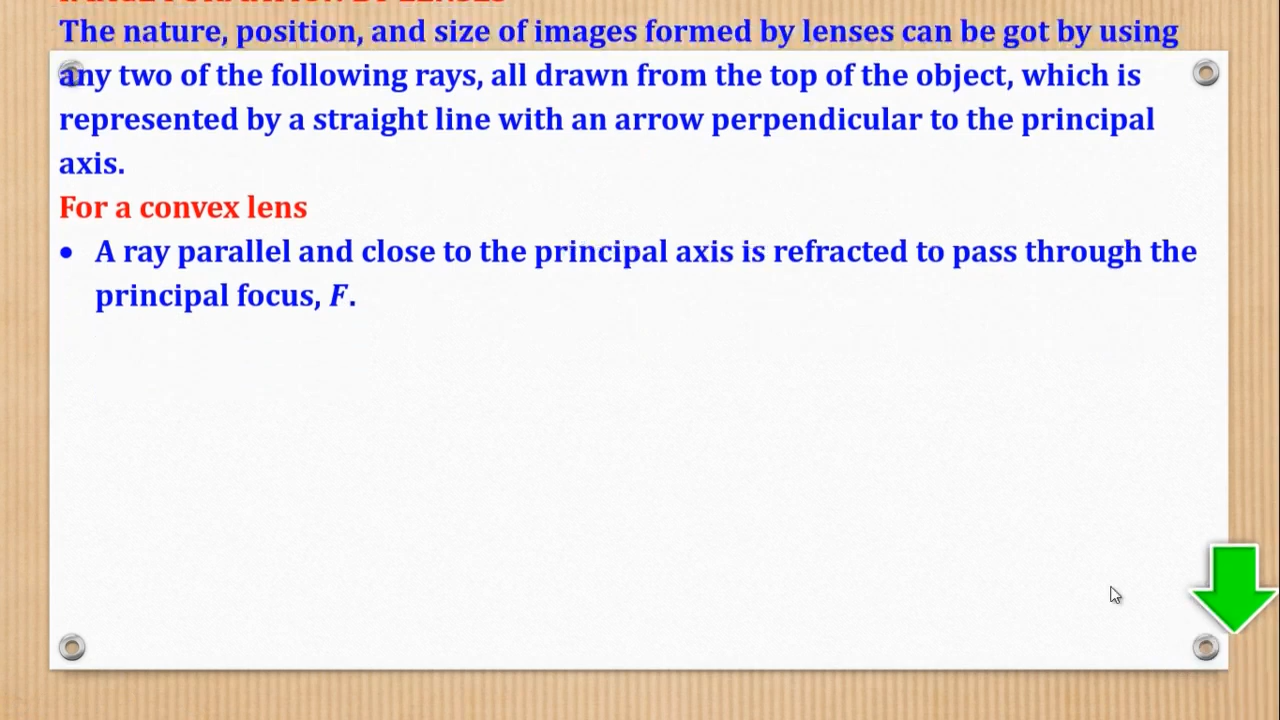 The nature, position, and size of images formed by lenses can be got by using
any two of the following rays, all drawn from the top of the object, which is
represented by a straight line with an arrow perpendicular to the principal
axis.
For a convex lens
• A ray parallel and close to the principal axis is refracted to pass through the
principal focus, F.